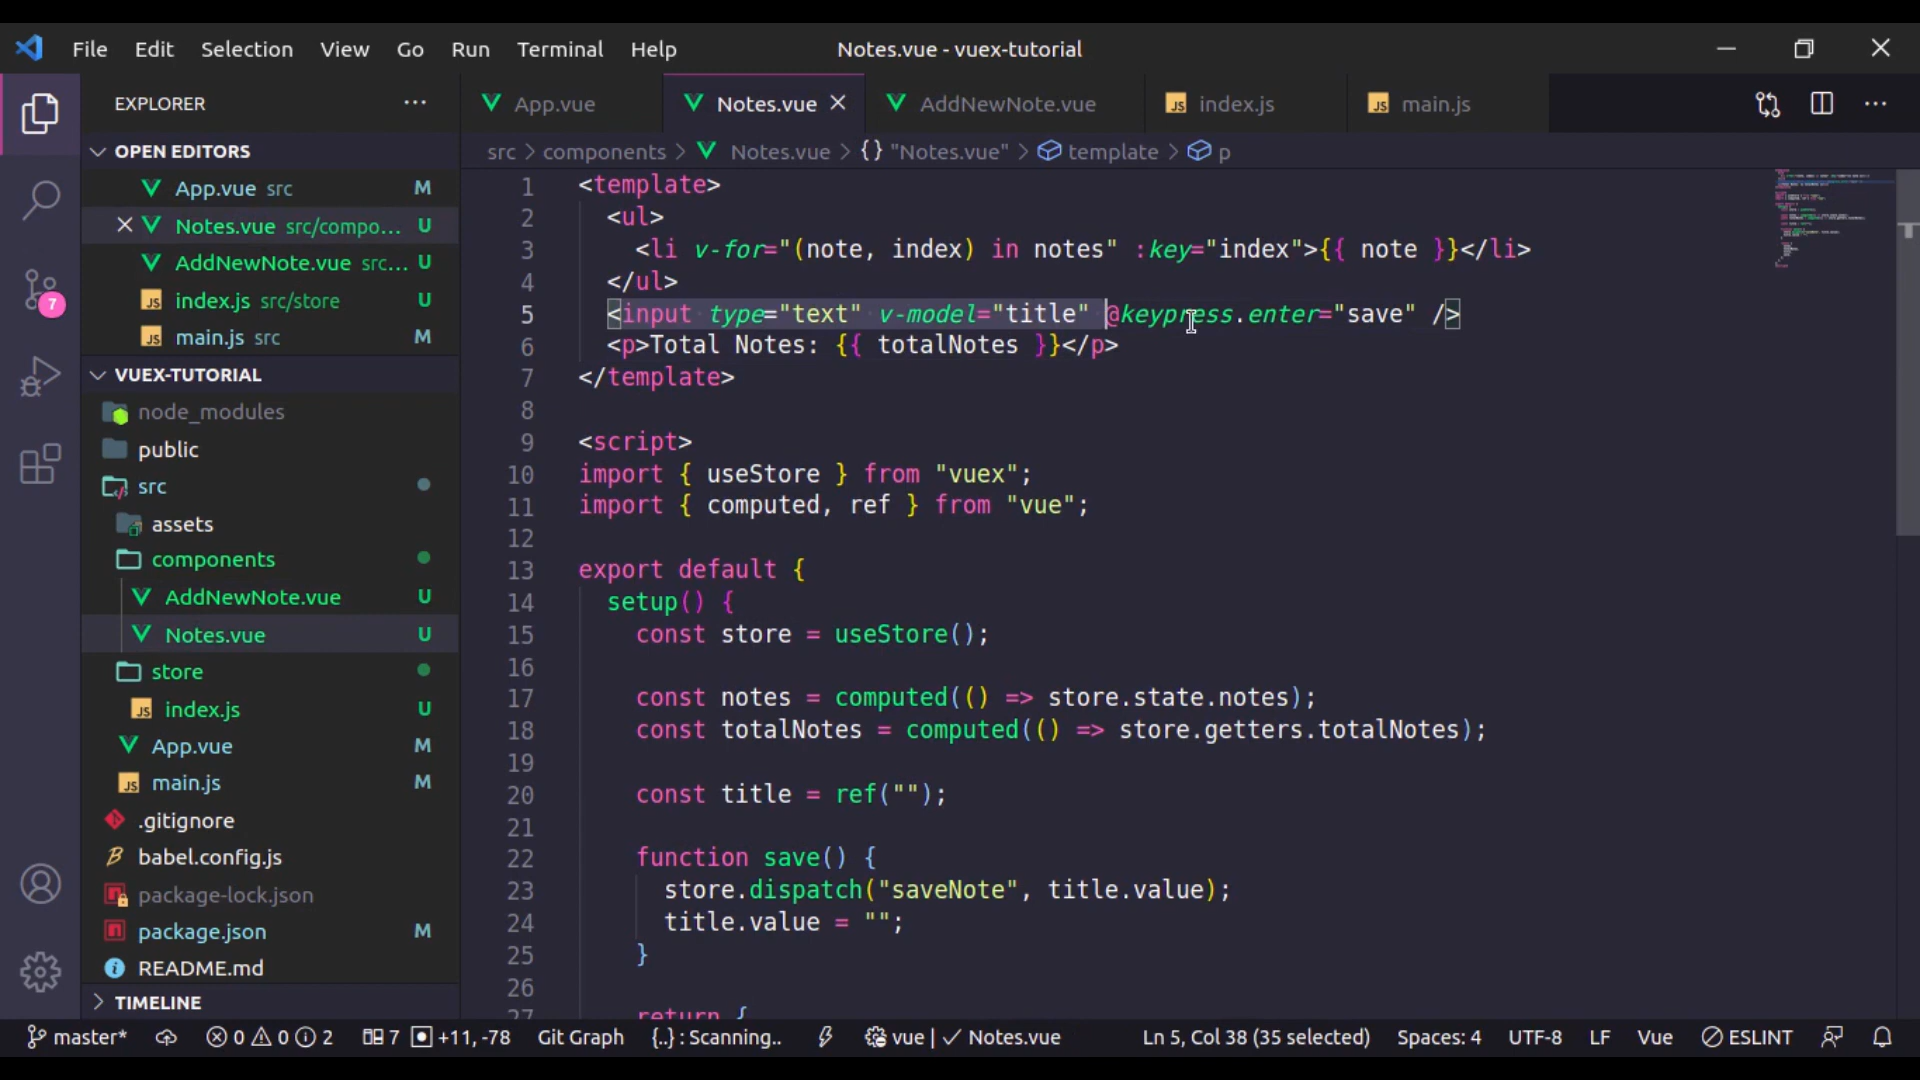 File Edit Selection View Go Run Terminal Help
Notes.vue - vuex-tutorial
EXPLORER
App.vue
Notes.vue
AddNewNote.vue
JS index.js
JS main.js
OPEN EDITORS
App.vue src M
Notes.vue src/compo... U
AddNewNote.vue src... U
JS index.js src/store U
JS main.js src M
VUEX-TUTORIAL
node_modules
public
src
assets
components
AddNewNote.vue U
Notes.vue U
store
JS index.js U
App.vue M
JS main.js M
.gitignore
babel.config.js
package-lock.json
package.json M
README.md
TIMELINE
7
src > components > Notes.vue > {} "Notes.vue" > template > p
1 <template>
2 <ul>
3 <li v-for="(note, index) in notes" :key="index">{{ note }}</li>
4 </ul>
5 <input type="text" v-model="title" @keypress.enter="save" />
6 <p>Total Notes: {{ totalNotes }}</p>
7 </template>
8
9 <script>
10 import { useStore } from "vuex";
11 import { computed, ref } from "vue";
12
13 export default {
14 setup() {
15 const store = useStore();
16
17 const notes = computed(() => store.state.notes);
18 const totalNotes = computed(() => store.getters.totalNotes);
19
20 const title = ref("");
21
22 function save() {
23 store.dispatch("saveNote", title.value);
24 title.value = "";
25 }
26
27 return {
master* 0 0 2 7 +11, -78 Git Graph {..} : Scanning.. vue | ✓ Notes.vue Ln 5, Col 38 (35 selected) Spaces: 4 UTF-8 LF Vue ESLINT